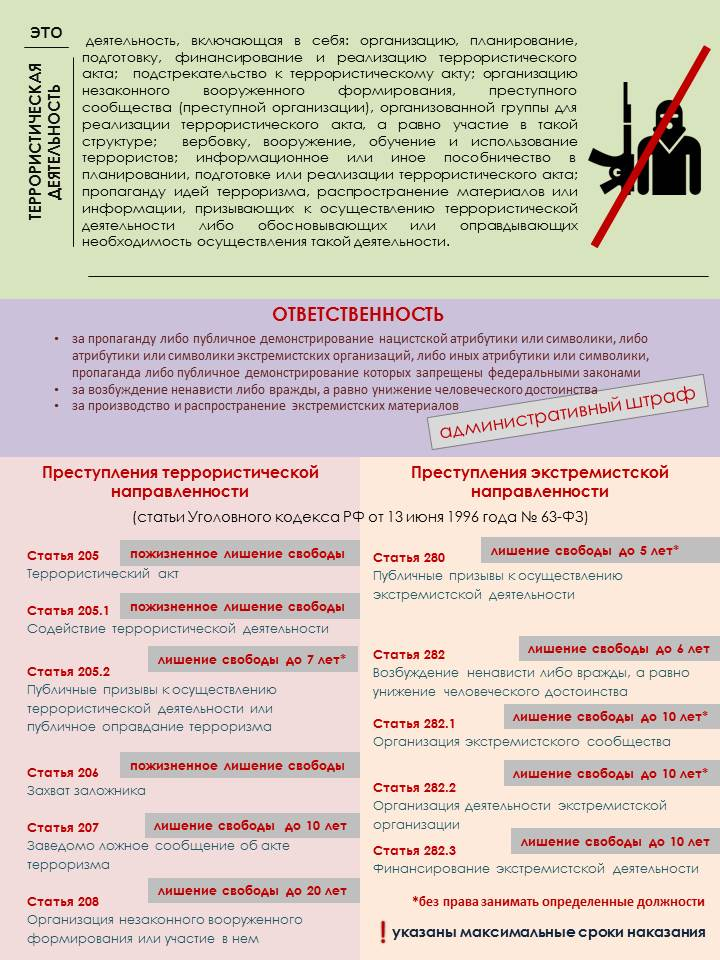 ЭТО
ТЕРРОРИСТИЧЕСКАЯ
ДЕЯТЕЛЬНОСТЬ
деятельность, включающая в себя: организацию, планирование,
подготовку, финансирование и реализацию террористического
акта; подстрекательство к террористическому акту; организацию
незаконного вооруженного формирования, преступного
сообщества (преступной организации), организованной группы для
реализации террористического акта, а равно участие в такой
структуре; вербовку, вооружение, обучение и использование
террористов; информационное или иное пособничество в
планировании, подготовке или реализации террористического акта;
пропаганду идей терроризма, распространение материалов или
информации, призывающих к осуществлению террористической
деятельности либо обосновывающих или оправдывающих
необходимость осуществления такой деятельности.
ОТВЕТСТВЕННОСТЬ
• за пропаганду либо публичное демонстрирование нацистской атрибутики или символики, либо
атрибутики или символики экстремистских организаций, либо иных атрибутики или символики,
пропаганда либо публичное демонстрирование которых запрещены федеральными законами
• за возбуждение ненависти либо вражды, а равно унижение человеческого достоинства
• за производство и распространение экстремистских материалов
административный штраф
Преступления террористической
направленности
Преступления экстремистской
направленности
(статьи Уголовного кодекса РФ от 13 июня 1996 года № 63-ФЗ)
Статья 205
пожизненное лишение свободы
Террористический акт
Статья 205.1
пожизненное лишение свободы
Содействие террористической деятельности
Статья 205.2
лишение свободы до 7 лет*
Публичные призывы к осуществлению
террористической деятельности или
публичное оправдание терроризма
Статья 206
пожизненное лишение свободы
Захват заложника
Статья 207
лишение свободы до 10 лет
Заведомо ложное сообщение об акте
терроризма
Статья 208
лишение свободы до 20 лет
Организация незаконного вооруженного
формирования или участие в нем
Статья 280
лишение свободы до 5 лет*
Публичные призывы к осуществлению
экстремистской деятельности
Статья 282
лишение свободы до 6 лет
Возбуждение ненависти либо вражды, а равно
унижение человеческого достоинства
Статья 282.1
лишение свободы до 10 лет*
Организация экстремистского сообщества
Статья 282.2
лишение свободы до 10 лет*
Организация деятельности экстремистской
организации
Статья 282.3
лишение свободы до 10 лет
Финансирование экстремистской деятельности
*без права занимать определенные должности
! указаны максимальные сроки наказания